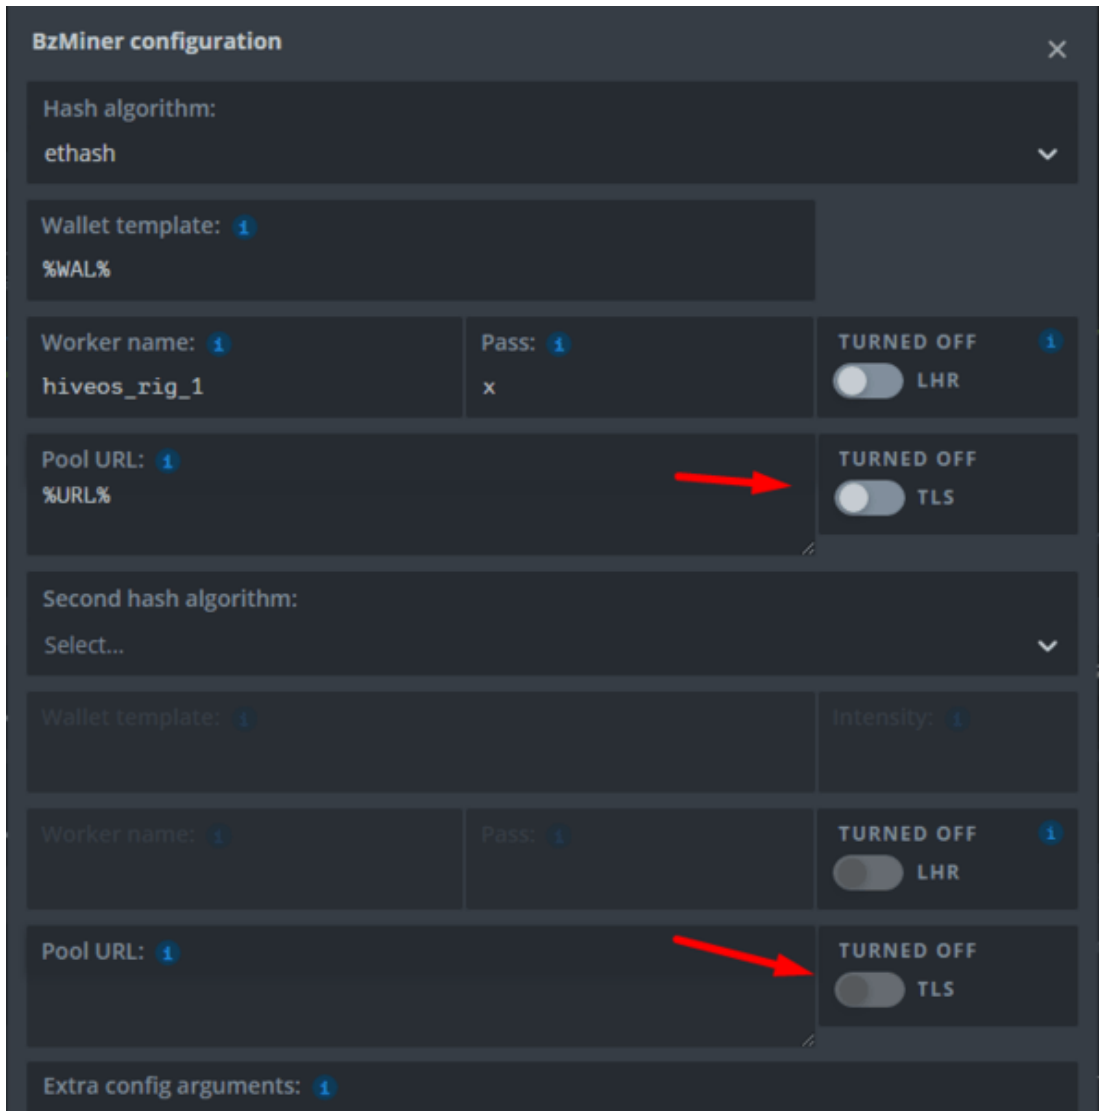 BzMiner configuration
Hash algorithm:
ethash
Wallet template:
%WAL%
Worker name:
hiveos_rig_1
Pass:
x
TURNED OFF
LHR
Pool URL:
%URL%
TURNED OFF
TLS
Second hash algorithm:
Select...
Wallet template:
Intensity:
Worker name:
Pass:
TURNED OFF
LHR
Pool URL:
TURNED OFF
TLS
Extra config arguments: